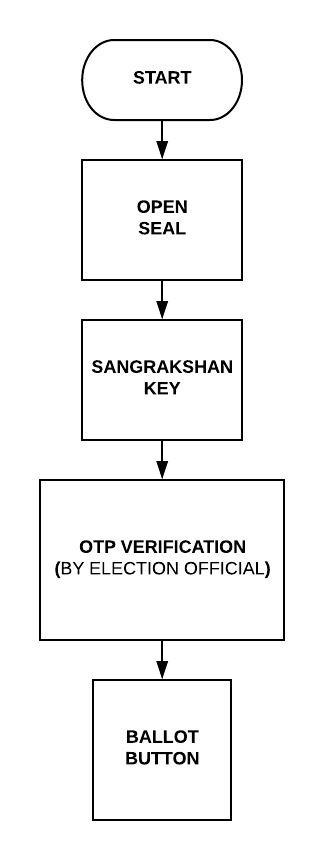 START
OPEN
SEAL
SANGRAKSHAN
KEY
OTP VERIFICATION
(BY ELECTION OFFICIAL)
BALLOT
BUTTON